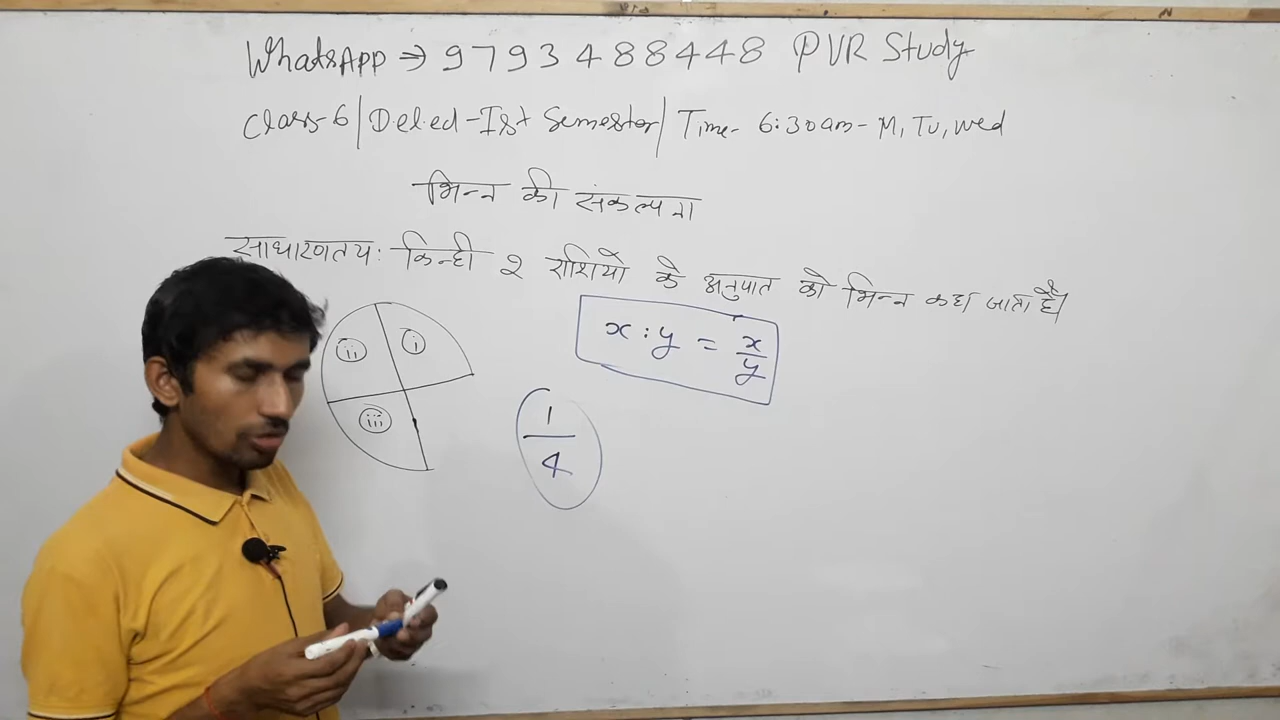 WhatsApp → 9793488448 PVR Study
Class-6 | D.el.ed -Ist Semester | Time- 6:30am- M, Tu, Wed
भिन्न की संकल्पना
साधारणतयः किन्ही 2 राशियों के अनुपात को भिन्न कहा जाता है।
ii
i
iii
x : y = x/y
1/4